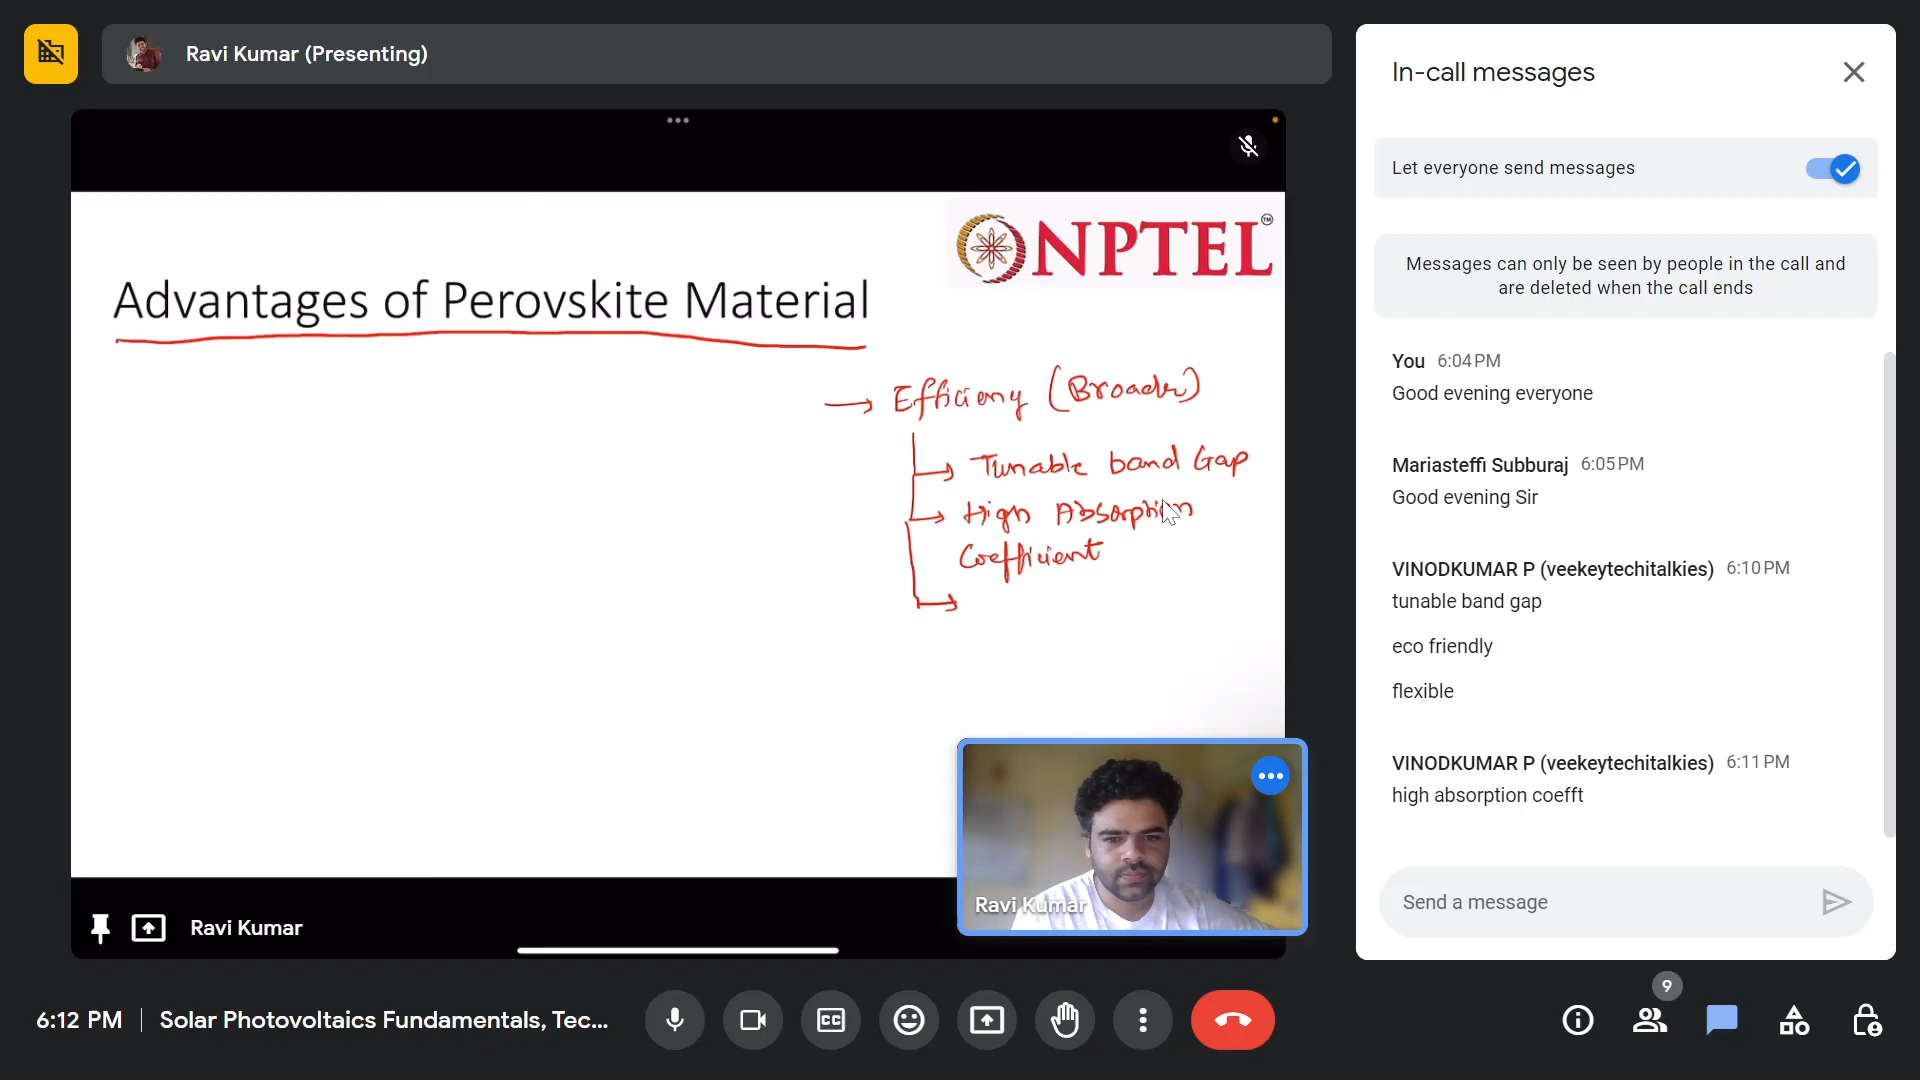 Ravi Kumar (Presenting)
NPTEL
TM
Advantages of Perovskite Material
→ Efficieny (Broader)
→ Tunable band Gap
→ High Absorption
Coefficient
→
Ravi Kumar
Ravi Kumar
In-call messages
Let everyone send messages
Messages can only be seen by people in the call and
are deleted when the call ends
You 6:04 PM
Good evening everyone
Mariasteffi Subburaj 6:05 PM
Good evening Sir
VINODKUMAR P (veekeytechitalkies) 6:10 PM
tunable band gap
eco friendly
flexible
VINODKUMAR P (veekeytechitalkies) 6:11 PM
high absorption coefft
Send a message
6:12 PM | Solar Photovoltaics Fundamentals, Tec...
CC
9